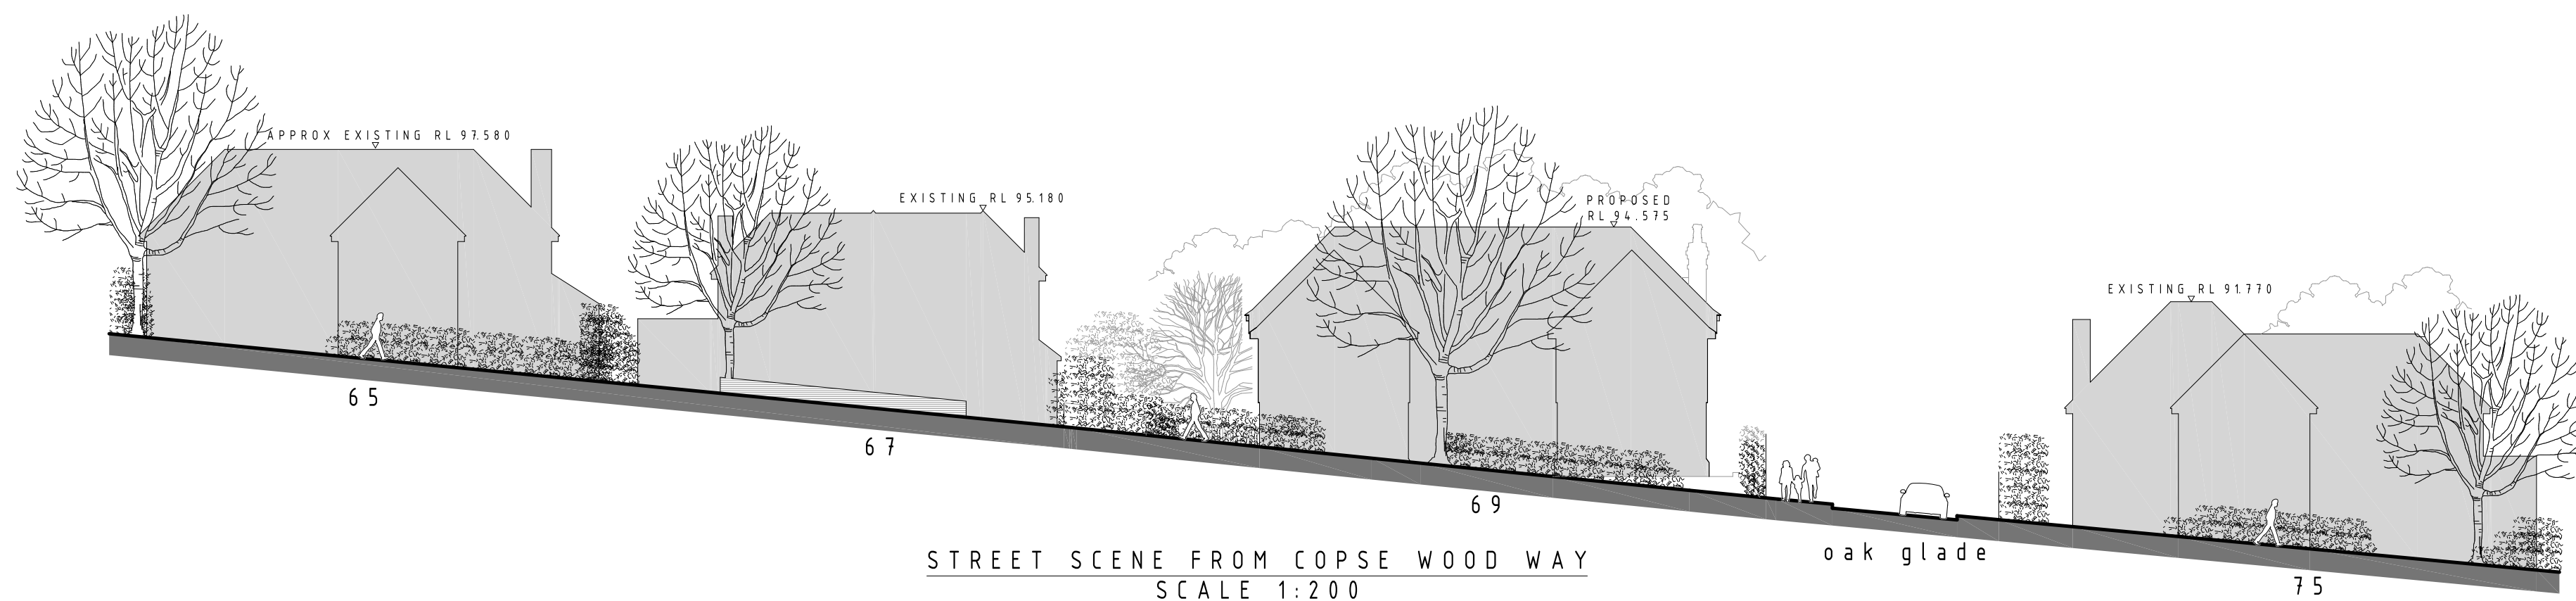 APPROX EXISTING RL 97.580
EXISTING RL 95.180
PROPOSED
RL 94.575
EXISTING RL 91.770
65
67
69
oak glade
75
STREET SCENE FROM COPSE WOOD WAY
SCALE 1:200